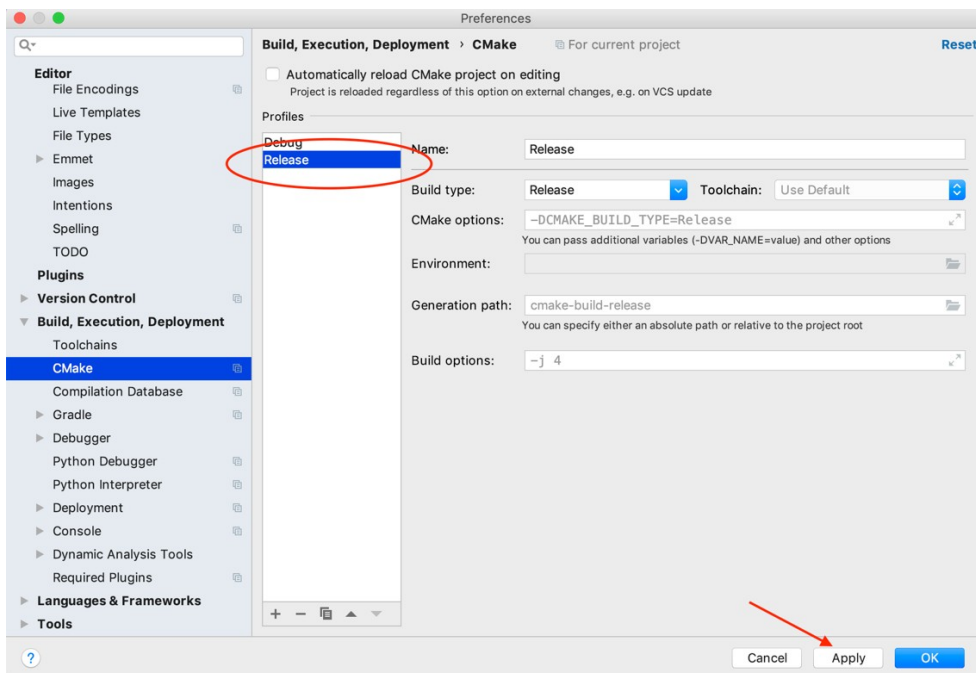 Preferences
Build, Execution, Deployment › CMake For current project Reset
Automatically reload CMake project on editing
Project is reloaded regardless of this option on external changes, e.g. on VCS update
Editor
File Encodings
Live Templates
File Types
Emmet
Images
Intentions
Spelling
TODO
Plugins
Version Control
Build, Execution, Deployment
Toolchains
CMake
Compilation Database
Gradle
Debugger
Python Debugger
Python Interpreter
Deployment
Console
Dynamic Analysis Tools
Required Plugins
Languages & Frameworks
Tools
Profiles
Debug
Release
Name: Release
Build type: Release Toolchain: Use Default
CMake options: -DCMAKE_BUILD_TYPE=Release
You can pass additional variables (-DVAR_NAME=value) and other options
Environment:
Generation path: cmake-build-release
You can specify either an absolute path or relative to the project root
Build options: -j 4
? Cancel Apply OK